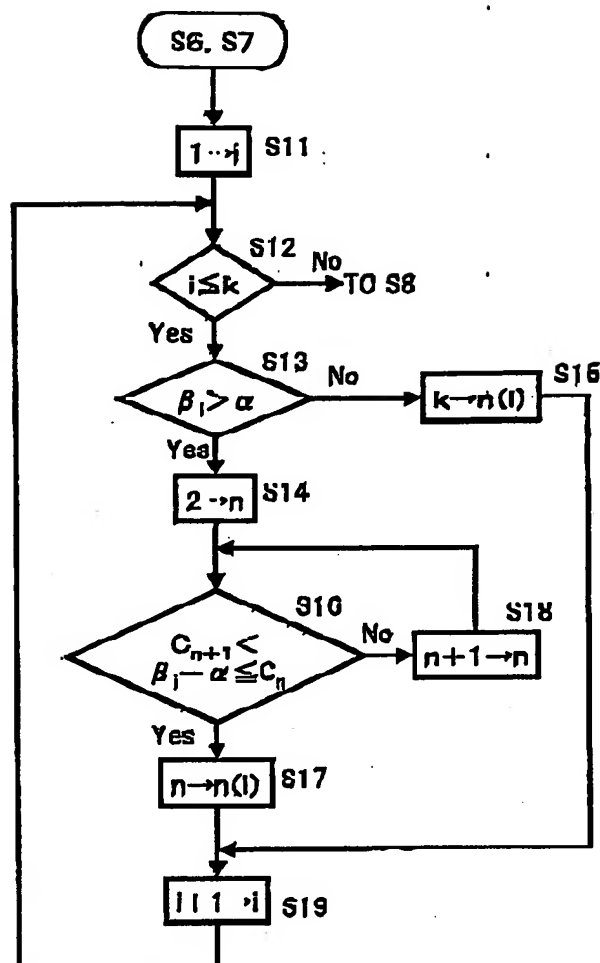 S6, S7
1→i
S11
S12
i≦k
No
TO S8
Yes
S13
β_i > α
No
k→n(i)
S15
Yes
2→n
S14
S16
C_{n+1} <
β_i − α ≦ C_n
No
S18
n+1→n
Yes
n→n(i)
S17
i+1→i
S19